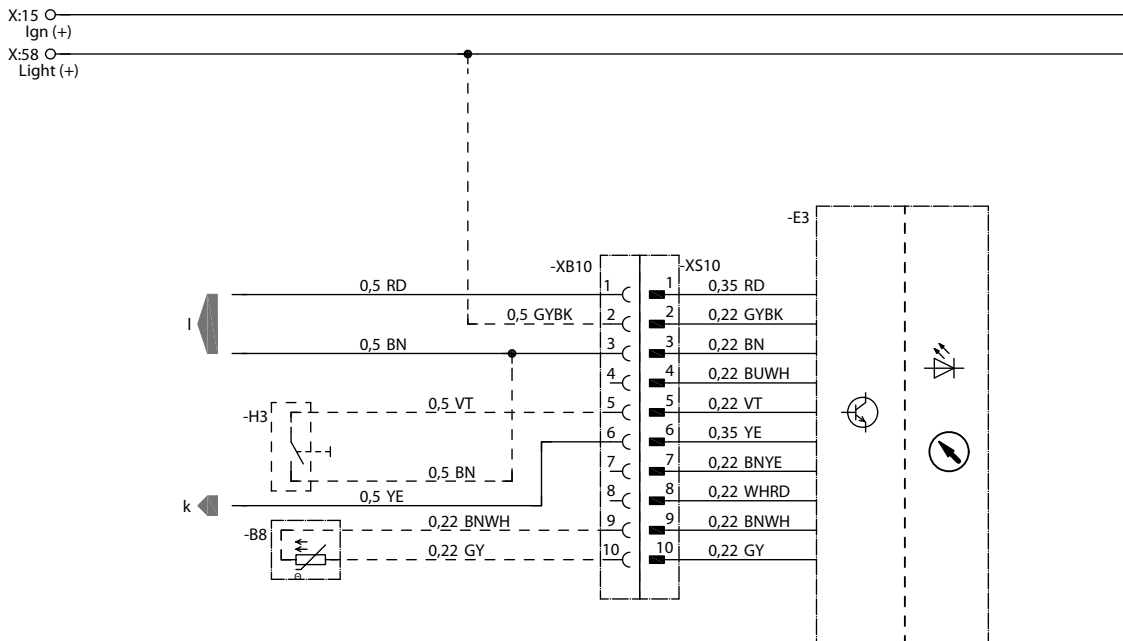 X:15
Ign (+)
X:58
Light (+)
-E3
-XB10 -XS10
0,5 RD 1 1 0,35 RD
l 0,5 GYBK 2 2 0,22 GYBK
0,5 BN 3 3 0,22 BN
4 4 0,22 BUWH
-H3 0,5 VT 5 5 0,22 VT
6 6 0,35 YE
0,5 BN 7 7 0,22 BNYE
k 0,5 YE 8 8 0,22 WHRD
-B8 0,22 BNWH 9 9 0,22 BNWH
0,22 GY 10 10 0,22 GY
Θ